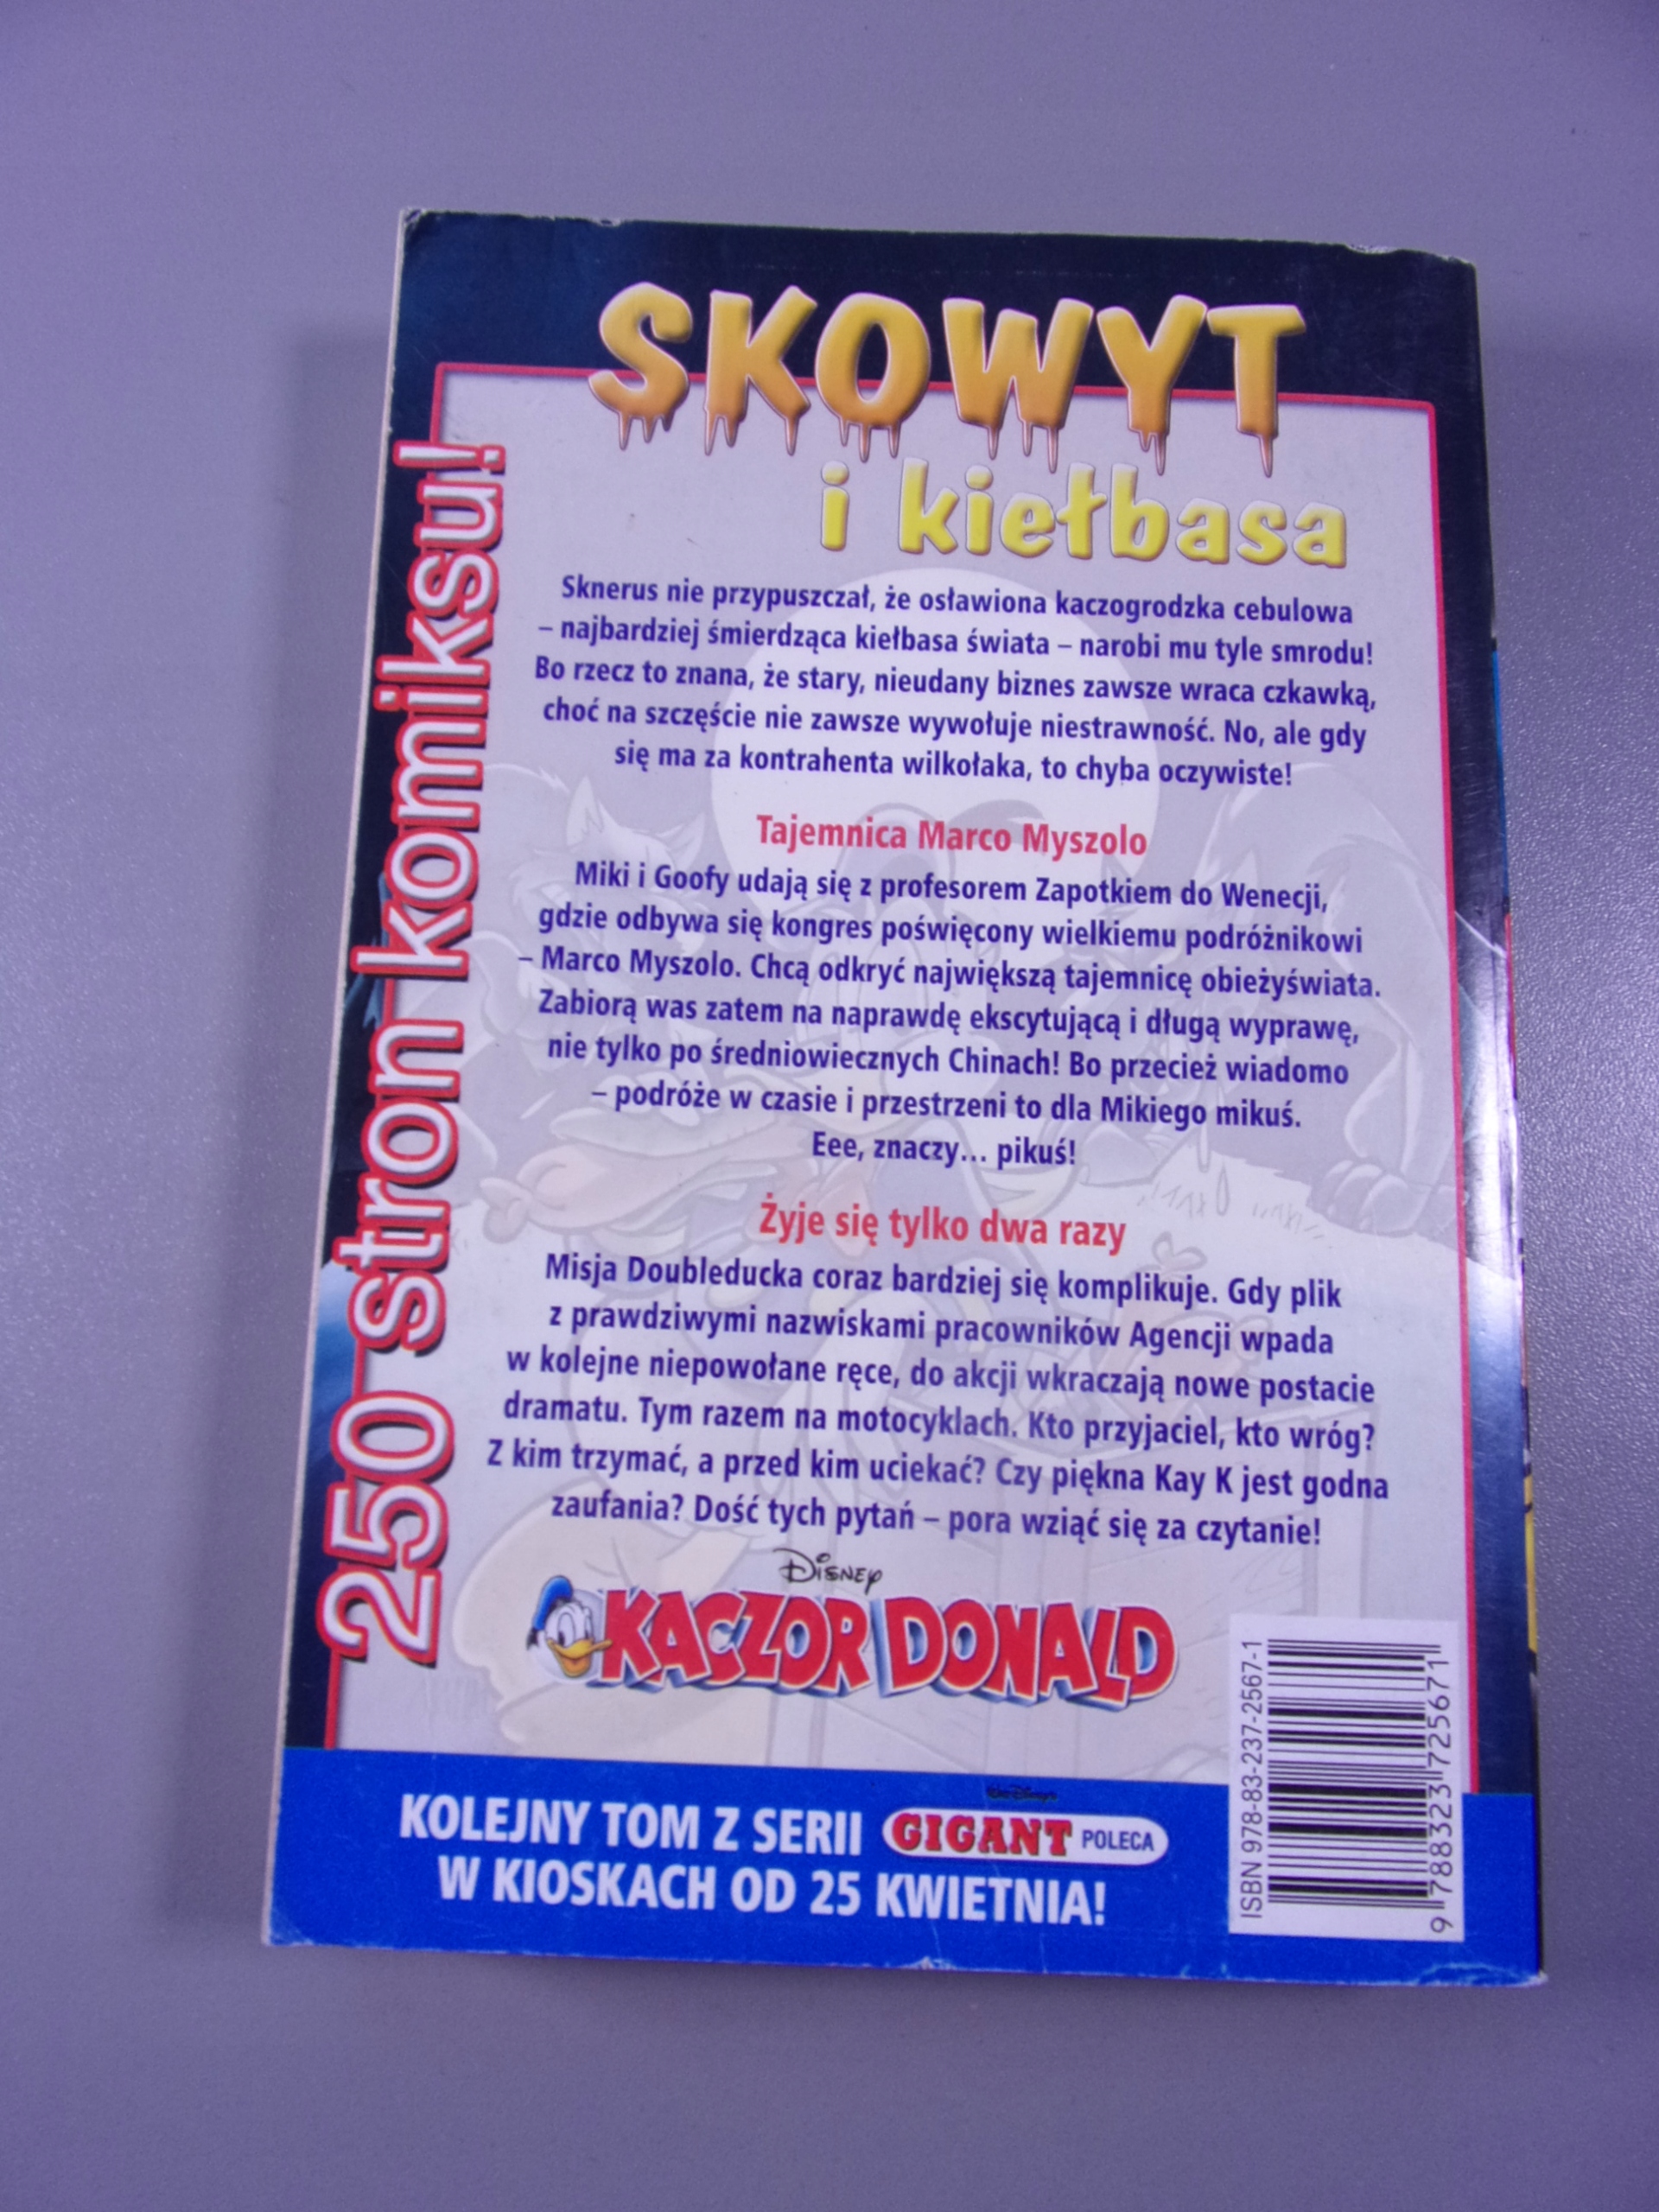 SKOWYT
i kiełbasa
250 stron komiksu!
Sknerus nie przypuszczał, że osławiona kaczogrodzka cebulowa
– najbardziej śmierdząca kiełbasa świata – narobi mu tyle smrodu!
Bo rzecz to znana, że stary, nieudany biznes zawsze wraca czkawką,
choć na szczęście nie zawsze wywołuje niestrawność. No, ale gdy
się ma za kontrahenta wilkołaka, to chyba oczywiste!
Tajemnica Marco Myszolo
Miki i Goofy udają się z profesorem Zapotkiem do Wenecji,
gdzie odbywa się kongres poświęcony wielkiemu podróżnikowi
– Marco Myszolo. Chcą odkryć największą tajemnicę obieżyświata.
Zabiorą was zatem na naprawdę ekscytującą i długą wyprawę,
nie tylko po średniowiecznych Chinach! Bo przecież wiadomo
– podróże w czasie i przestrzeni to dla Mikiego mikuś.
Eee, znaczy... pikuś!
Żyje się tylko dwa razy
Misja Doubleducka coraz bardziej się komplikuje. Gdy plik
z prawdziwymi nazwiskami pracowników Agencji wpada
w kolejne niepowołane ręce, do akcji wkraczają nowe postacie
dramatu. Tym razem na motocyklach. Kto przyjaciel, kto wróg?
Z kim trzymać, a przed kim uciekać? Czy piękna Kay K jest godna
zaufania? Dość tych pytań – pora wziąć się za czytanie!
Disney
KACZOR DONALD
Walt Disney's
KOLEJNY TOM Z SERII GIGANT POLECA
W KIOSKACH OD 25 KWIETNIA!
ISBN 978-83-237-2567-1
9 788323 725671